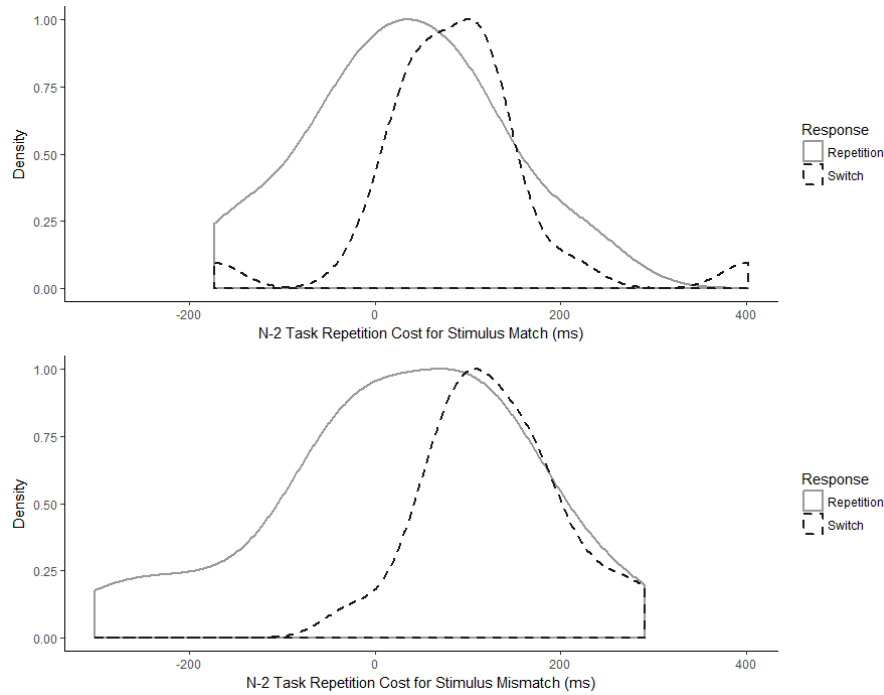 1.00
0.75
0.50
0.25
0.00
Density
-200
0
200
400
N-2 Task Repetition Cost for Stimulus Match (ms)
Response
Repetition
Switch
1.00
0.75
0.50
0.25
0.00
Density
-200
0
200
400
N-2 Task Repetition Cost for Stimulus Mismatch (ms)
Response
Repetition
Switch